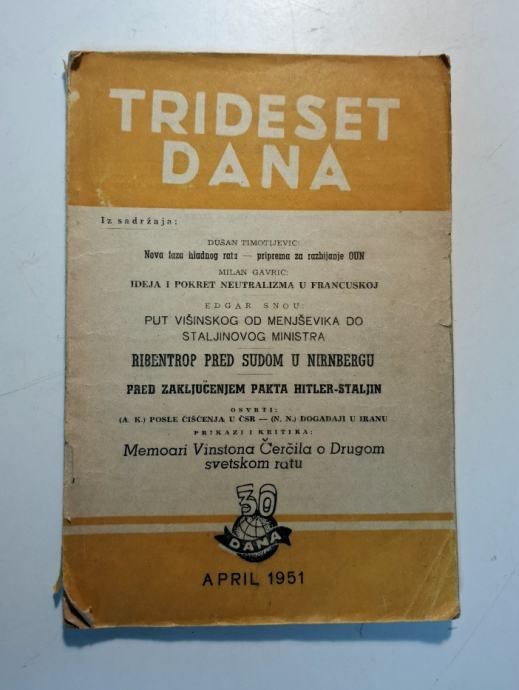 TRIDESET
DANA
Iz sadržaja:
DUŠAN TIMOTIJEVIĆ:
Nova faza hladnog rata — priprema za razbijanje OUN
MILAN GAVRIĆ:
IDEJA I POKRET NEUTRALIZMA U FRANCUSKOJ
EDGAR SNOU:
PUT VIŠINSKOG OD MENJŠEVIKA DO
STALJINOVOG MINISTRA
RIBENTROP PRED SUDOM U NIRNBERGU
PRED ZAKLJUČENJEM PAKTA HITLER-STALJIN
OSVRTI:
(A. K.) POSLE ČIŠĆENJA U ČSR — (N. N.) DOGAĐAJI U IRANU
PRIKAZI I KRITIKA:
Memoari Vinstona Čerčila o Drugom
svetskom ratu
30
DANA
APRIL 1951